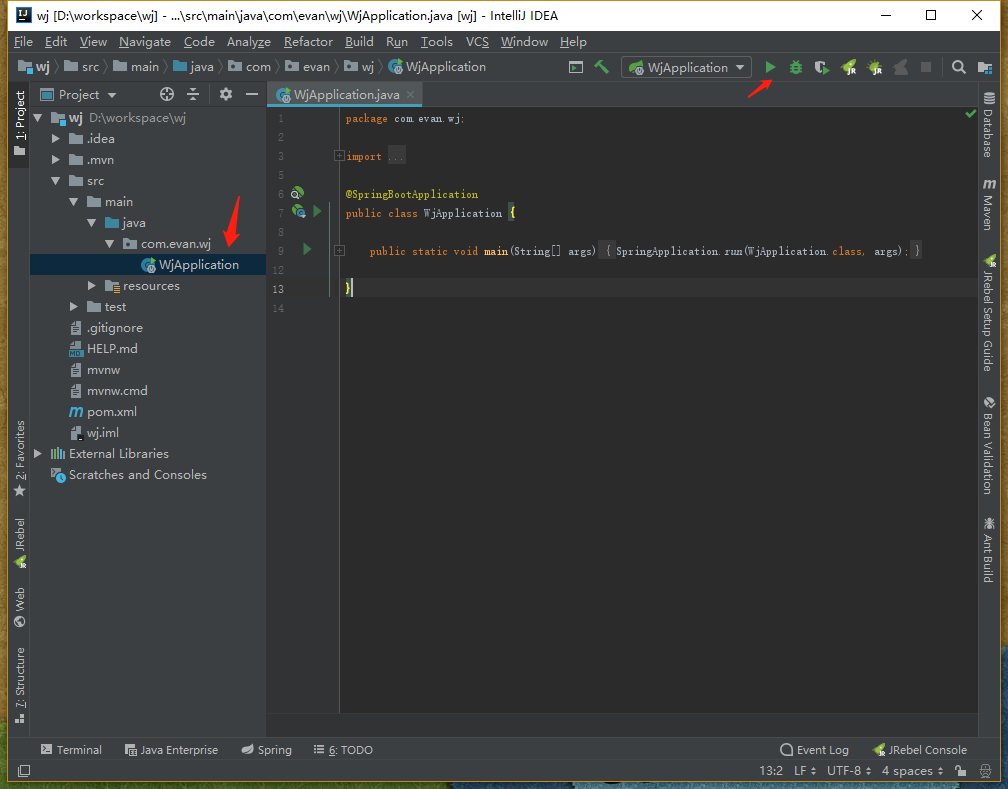 wj [D:\workspace\wj] - ...\src\main\java\com\evan\wj\WjApplication.java [wj] - IntelliJ IDEA
File Edit View Navigate Code Analyze Refactor Build Run Tools VCS Window Help
wj src main java com evan wj WjApplication WjApplication
1: Project
Project
WjApplication.java
wj D:\workspace\wj
.idea
.mvn
src
main
java
com.evan.wj
WjApplication
resources
test
.gitignore
HELP.md
mvnw
mvnw.cmd
pom.xml
wj.iml
External Libraries
Scratches and Consoles
2: Favorites
JRebel
Web
7: Structure
1 package com.evan.wj;
2
3 import ...
5
6 @SpringBootApplication
7 public class WjApplication {
8
9 public static void main(String[] args) { SpringApplication.run(WjApplication.class, args); }
12
13 }
14
Database
Maven
JRebel Setup Guide
Bean Validation
Ant Build
Terminal Java Enterprise Spring 6: TODO Event Log JRebel Console
13:2 LF UTF-8 4 spaces